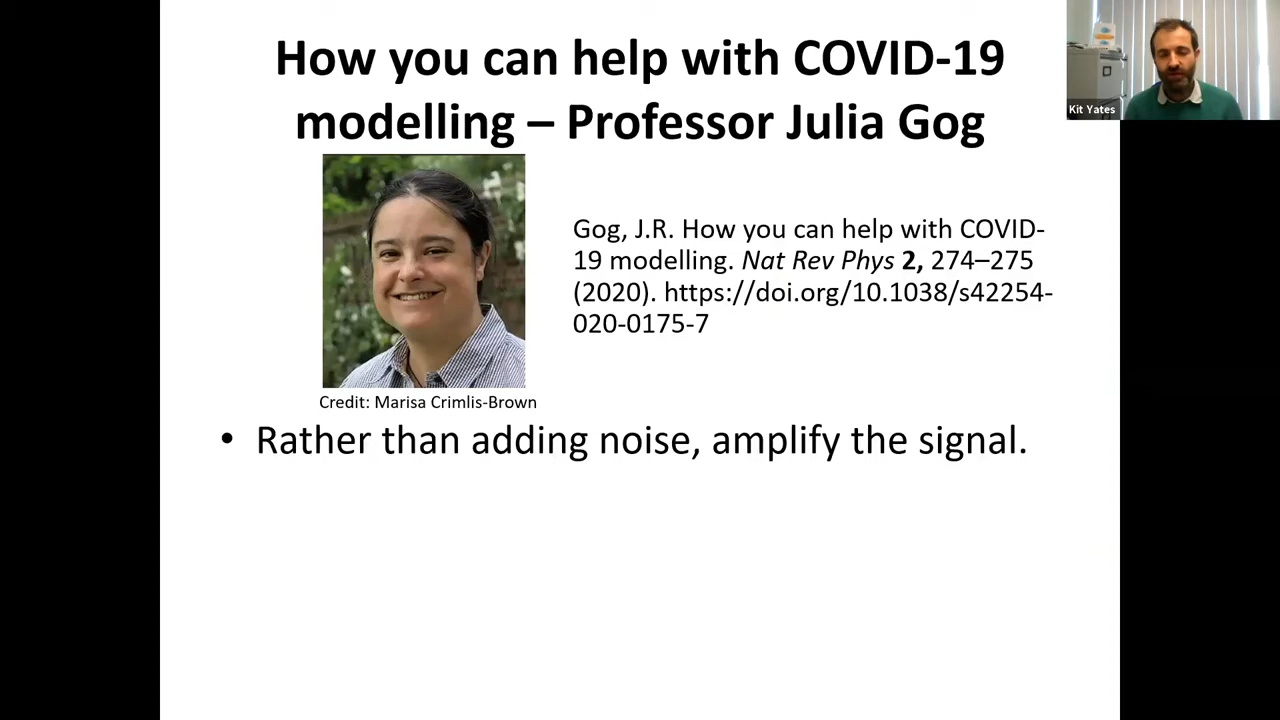 How you can help with COVID-19
modelling – Professor Julia Gog
Kit Yates
Gog, J.R. How you can help with COVID-
19 modelling. Nat Rev Phys 2, 274–275
(2020). https://doi.org/10.1038/s42254-
020-0175-7
Credit: Marisa Crimlis-Brown
• Rather than adding noise, amplify the signal.